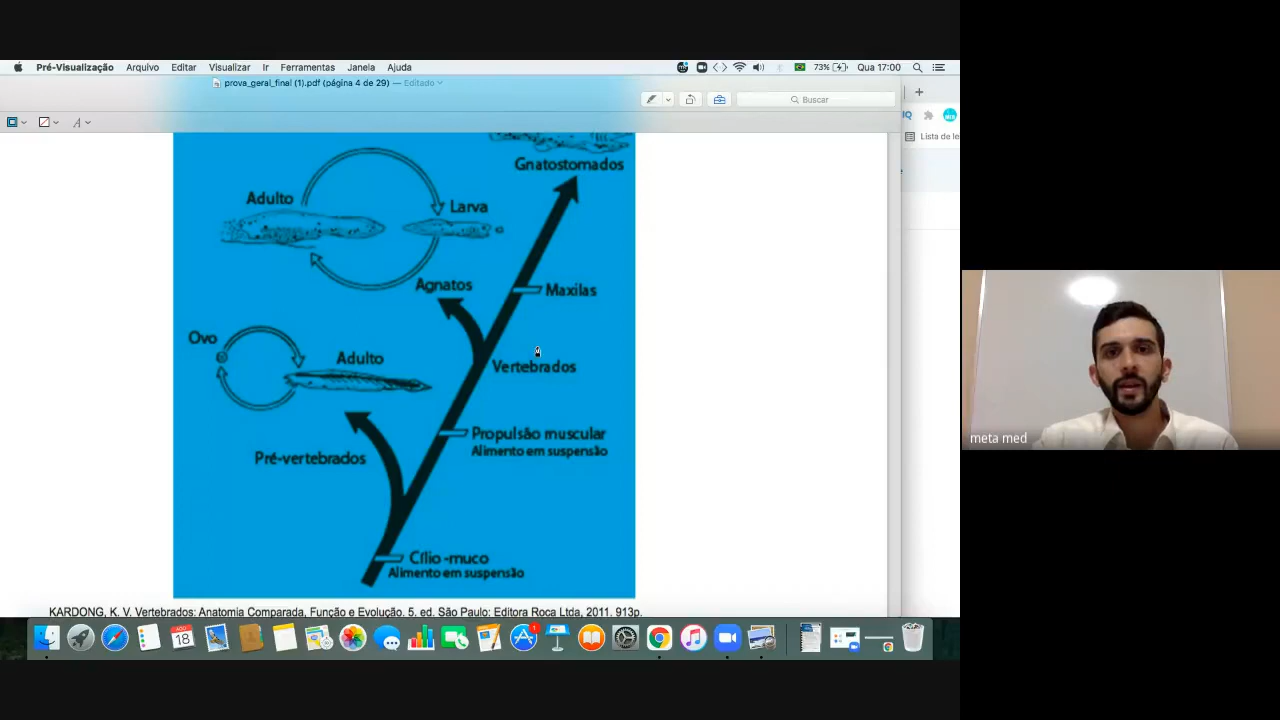 Pré-Visualização Arquivo Editar Visualizar Ir Ferramentas Janela Ajuda 73% Qua 17:00
prova_geral_final (1).pdf (página 4 de 29) — Editado
Buscar
Lista de le
Gnatostomados
Adulto
Larva
Agnatos
Maxilas
Ovo
Adulto
Vertebrados
Propulsão muscular
Alimento em suspensão
Pré-vertebrados
Cílio-muco
Alimento em suspensão
KARDONG, K. V. Vertebrados: Anatomia Comparada, Função e Evolução. 5. ed. São Paulo: Editora Roca Ltda, 2011. 913p.
meta med
AGO
18
1